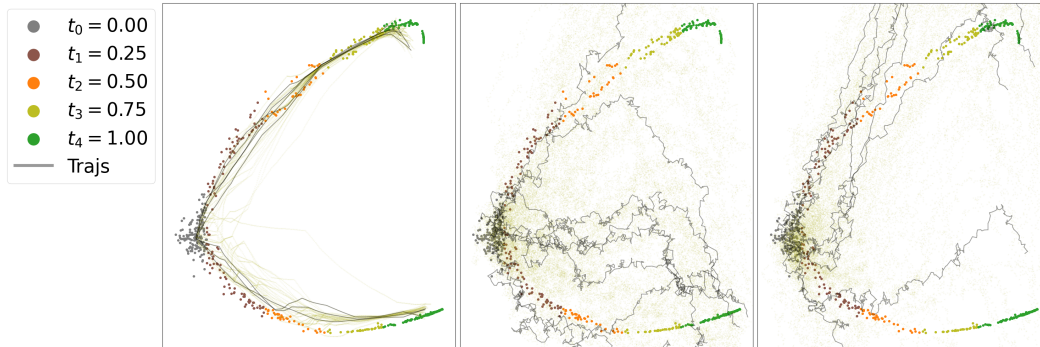 t₀ = 0.00
t₁ = 0.25
t₂ = 0.50
t₃ = 0.75
t₄ = 1.00
Trajs